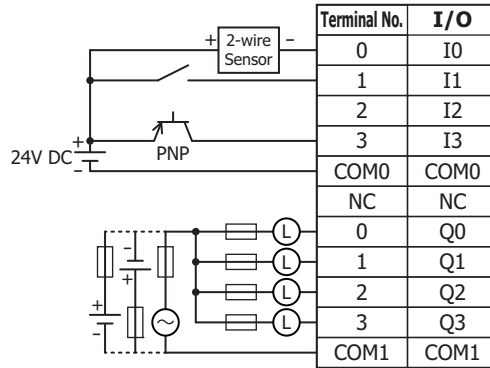 Terminal No. I/O
+ 2-wire Sensor −
0 I0
1 I1
2 I2
PNP
3 I3
24V DC + −
COM0 COM0
NC NC
L 0 Q0
L 1 Q1
L 2 Q2
L 3 Q3
− +
+ −
COM1 COM1